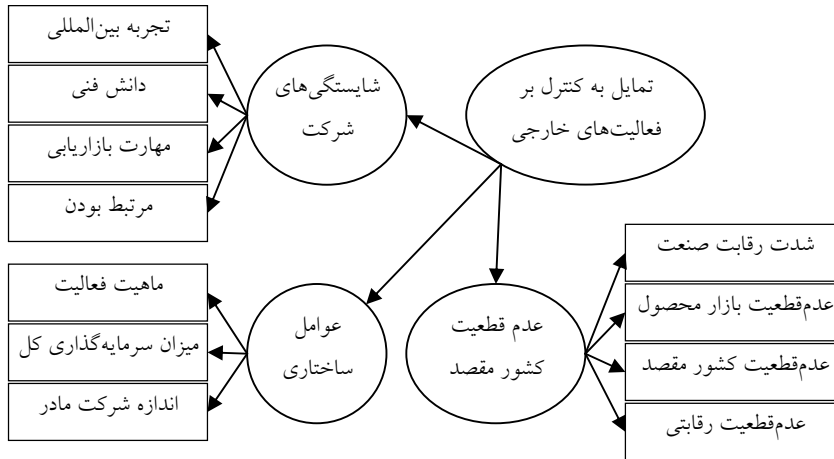 تمایل به کنترل بر
فعالیت‌های خارجی
شایستگی‌های
شرکت
تجربه بین‌المللی
دانش فنی
مهارت بازاریابی
مرتبط بودن
عدم قطعیت
کشور مقصد
شدت رقابت صنعت
عدم‌قطعیت بازار محصول
عدم‌قطعیت کشور مقصد
عدم‌قطعیت رقابتی
عوامل
ساختاری
ماهیت فعالیت
میزان سرمایه‌گذاری کل
اندازه شرکت مادر